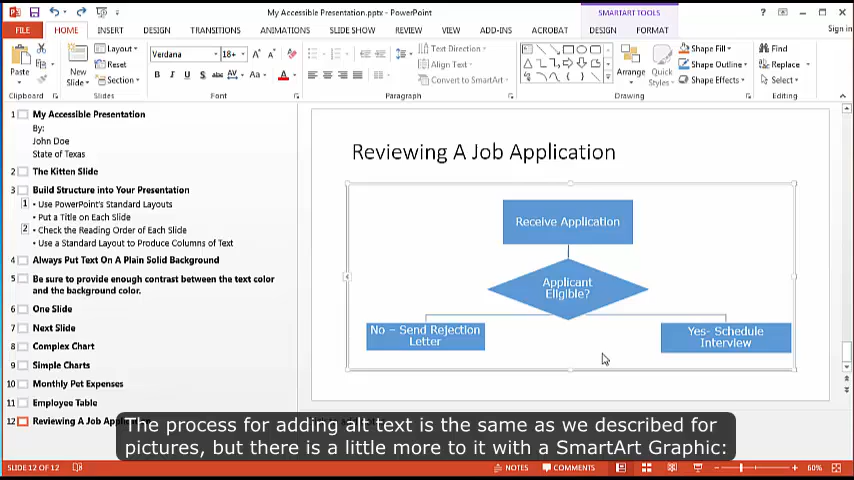 My Accessible Presentation.pptx - PowerPoint
SMARTART TOOLS
Sign in
FILE HOME INSERT DESIGN TRANSITIONS ANIMATIONS SLIDE SHOW REVIEW VIEW ADD-INS ACROBAT DESIGN FORMAT
Paste
New Slide
Layout
Reset
Section
Verdana
18+
B I U S abc AV Aa A
Text Direction
Align Text
Convert to SmartArt
Arrange
Quick Styles
Shape Fill
Shape Outline
Shape Effects
Find
Replace
Select
Clipboard Slides Font Paragraph Drawing Editing
1 My Accessible Presentation
By:
John Doe
State of Texas
2 The Kitten Slide
3 Build Structure into Your Presentation
1 • Use PowerPoint's Standard Layouts
• Put a Title on Each Slide
2 • Check the Reading Order of Each Slide
• Use a Standard Layout to Produce Columns of Text
4 Always Put Text On A Plain Solid Background
5 Be sure to provide enough contrast between the text color
and the background color.
6 One Slide
7 Next Slide
8 Complex Chart
9 Simple Charts
10 Monthly Pet Expenses
11 Employee Table
12 Reviewing A Job
Reviewing A Job Application
Receive Application
Applicant
Eligible?
No – Send Rejection
Letter
Yes- Schedule
Interview
The process for adding alt text is the same as we described for
pictures, but there is a little more to it with a SmartArt Graphic:
SLIDE 12 OF 12
NOTES
COMMENTS
60%